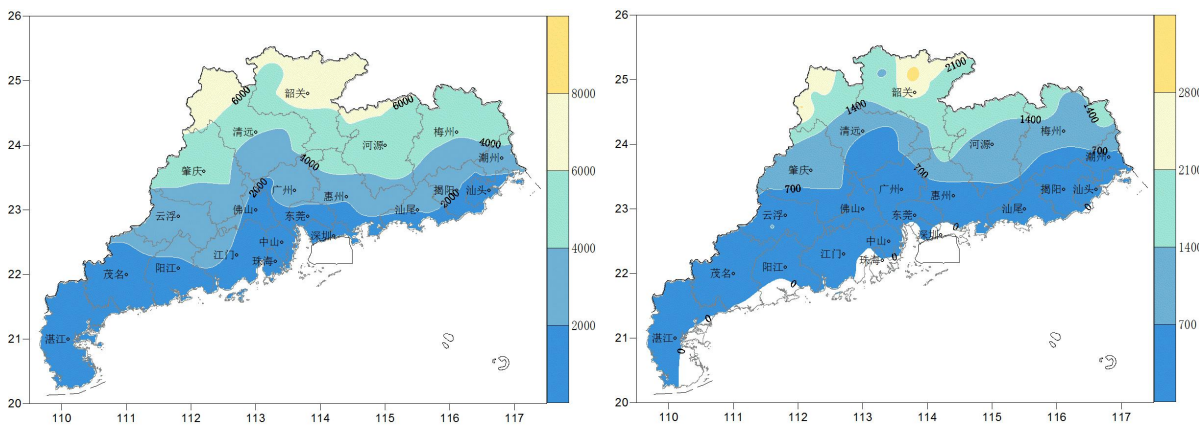 26
25
24
23
22
21
20
110
111
112
113
114
115
116
117
8000
6000
4000
2000
6000
6000
4000
4000
2000
2000
韶关
清远
河源
梅州
潮州
肇庆
广州
惠州
揭阳
汕头
云浮
佛山
东莞
汕尾
中山
深圳
江门
珠海
茂名
阳江
湛江
26
25
24
23
22
21
20
110
111
112
113
114
115
116
117
2800
2100
1400
700
2100
1400
1400
1400
700
700
700
0
0
0
0
0
0
韶关
清远
河源
梅州
潮州
肇庆
广州
惠州
揭阳
汕头
云浮
佛山
东莞
汕尾
中山
深圳
江门
珠海
茂名
阳江
湛江